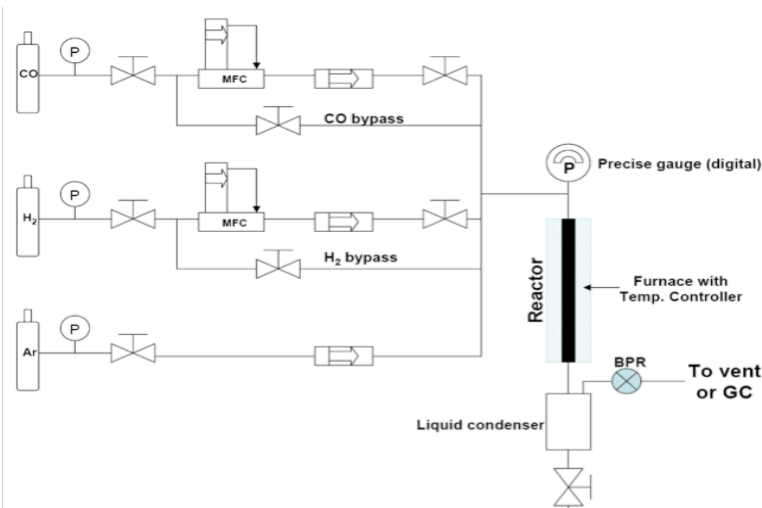 P
CO
MFC
CO bypass
P
Precise gauge (digital)
P
H₂
MFC
H₂ bypass
Reactor
Furnace with
Temp. Controller
P
Ar
BPR
To vent
or GC
Liquid condenser